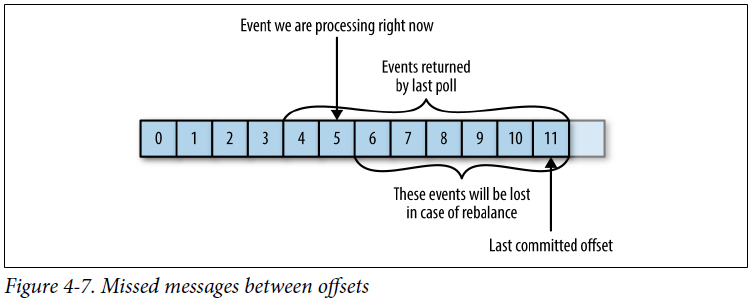 Event we are processing right now
Events returned
by last poll
0 1 2 3 4 5 6 7 8 9 10 11
These events will be lost
in case of rebalance
Last committed offset
Figure 4-7. Missed messages between offsets